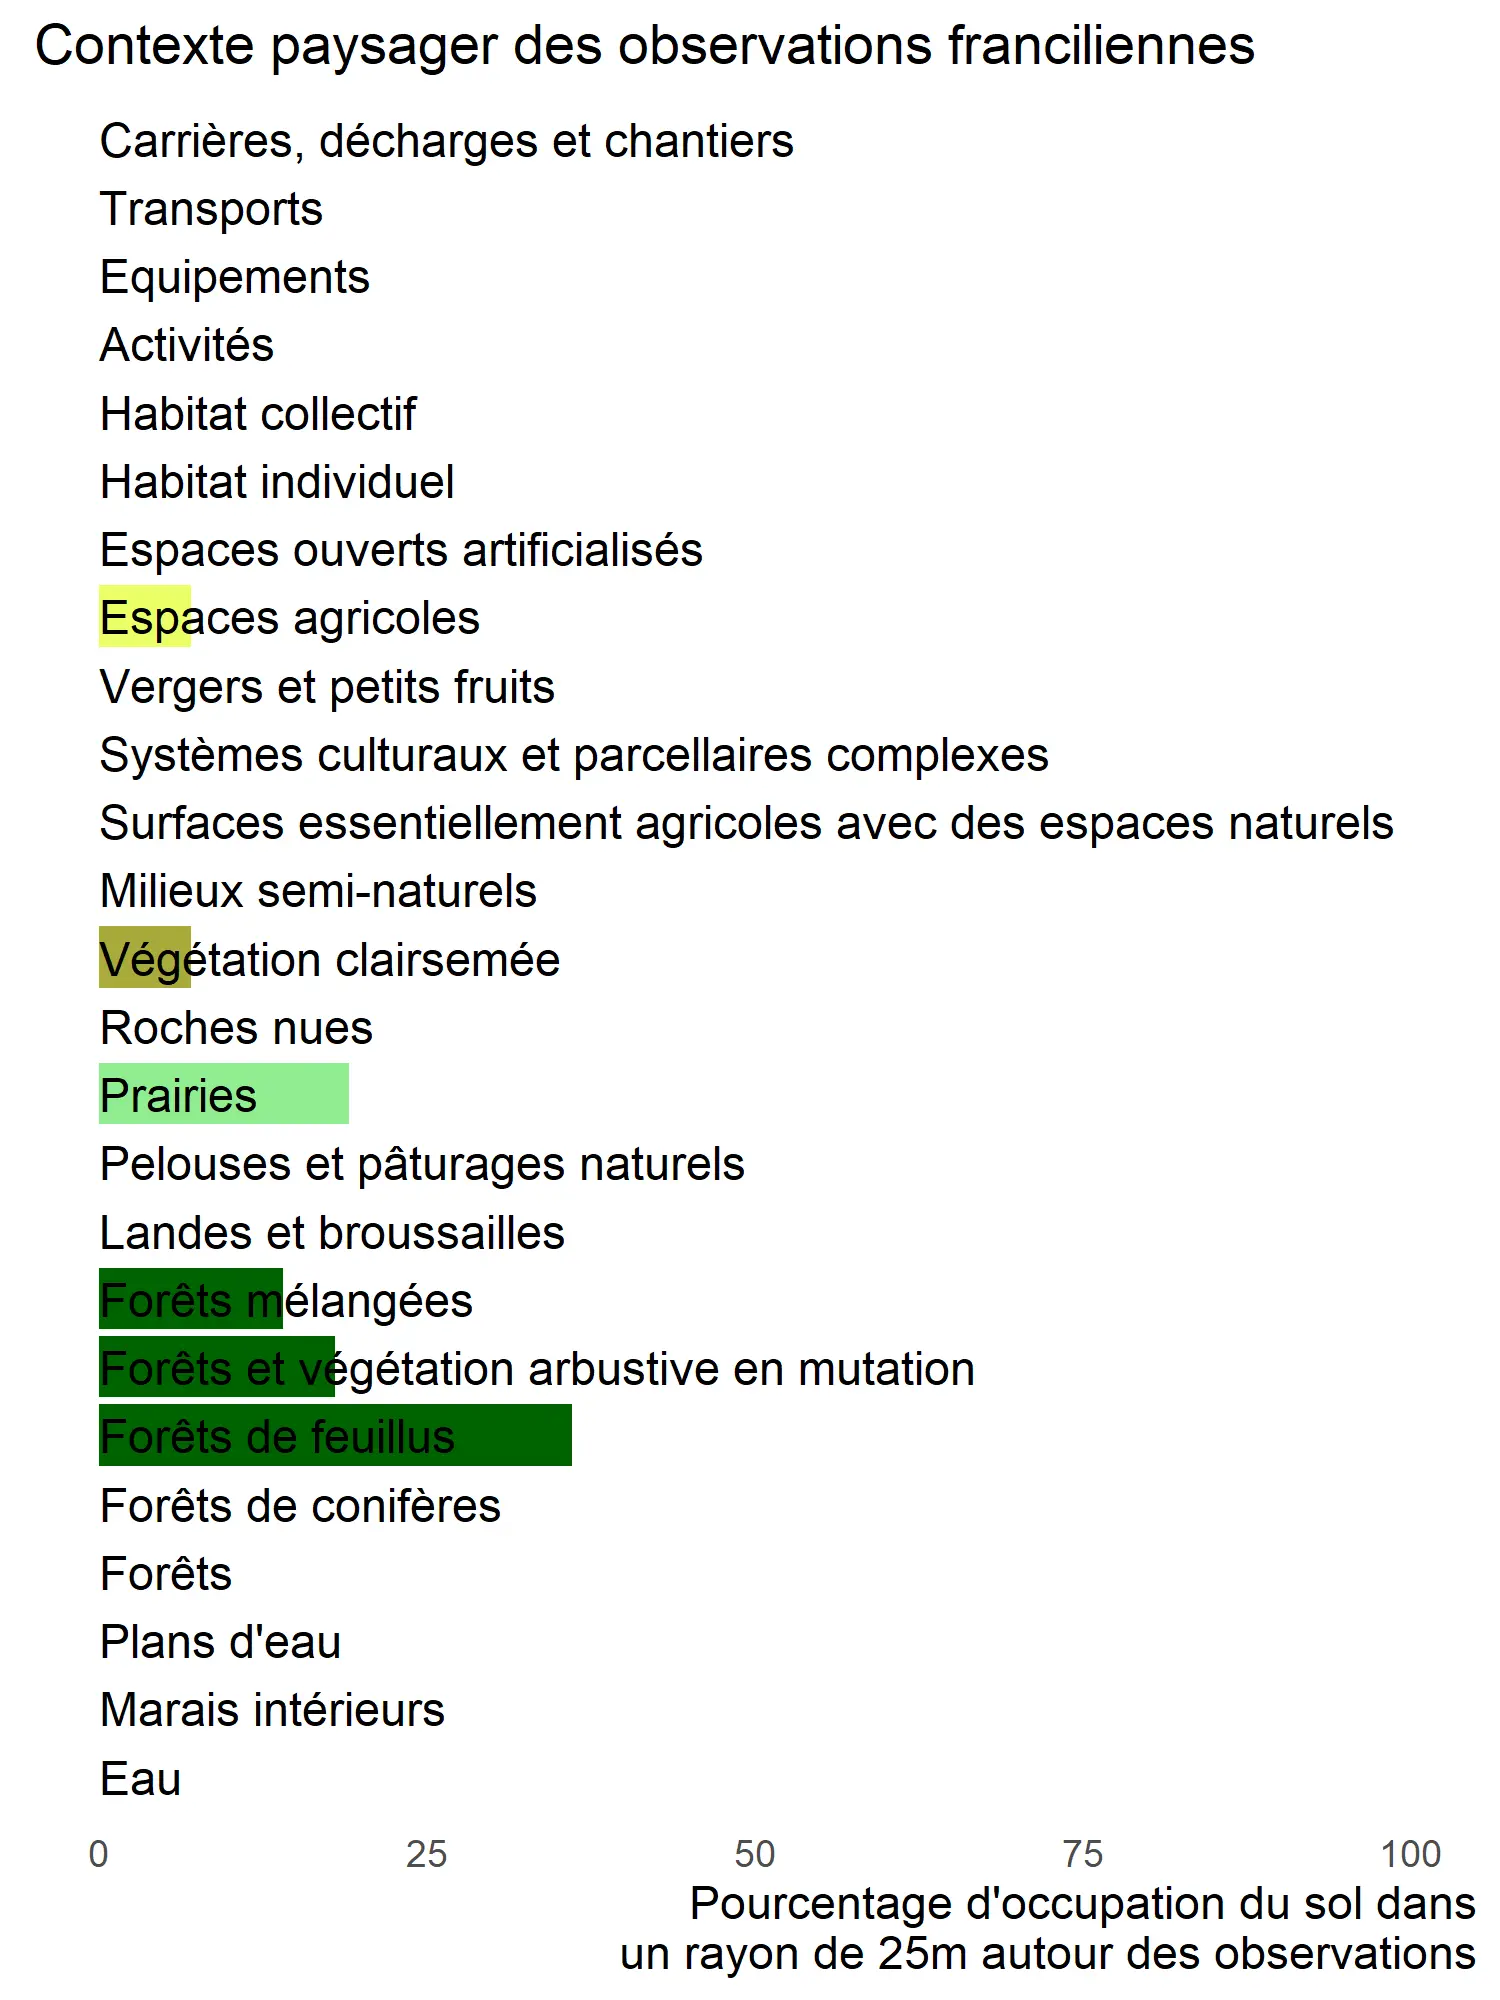 Contexte paysager des observations franciliennes
Carrières, décharges et chantiers
Transports
Equipements
Activités
Habitat collectif
Habitat individuel
Espaces ouverts artificialisés
Espaces agricoles
Vergers et petits fruits
Systèmes culturaux et parcellaires complexes
Surfaces essentiellement agricoles avec des espaces naturels
Milieux semi-naturels
Végétation clairsemée
Roches nues
Prairies
Pelouses et pâturages naturels
Landes et broussailles
Forêts mélangées
Forêts et végétation arbustive en mutation
Forêts de feuillus
Forêts de conifères
Forêts
Plans d'eau
Marais intérieurs
Eau
0 25 50 75 100
Pourcentage d'occupation du sol dans
un rayon de 25m autour des observations